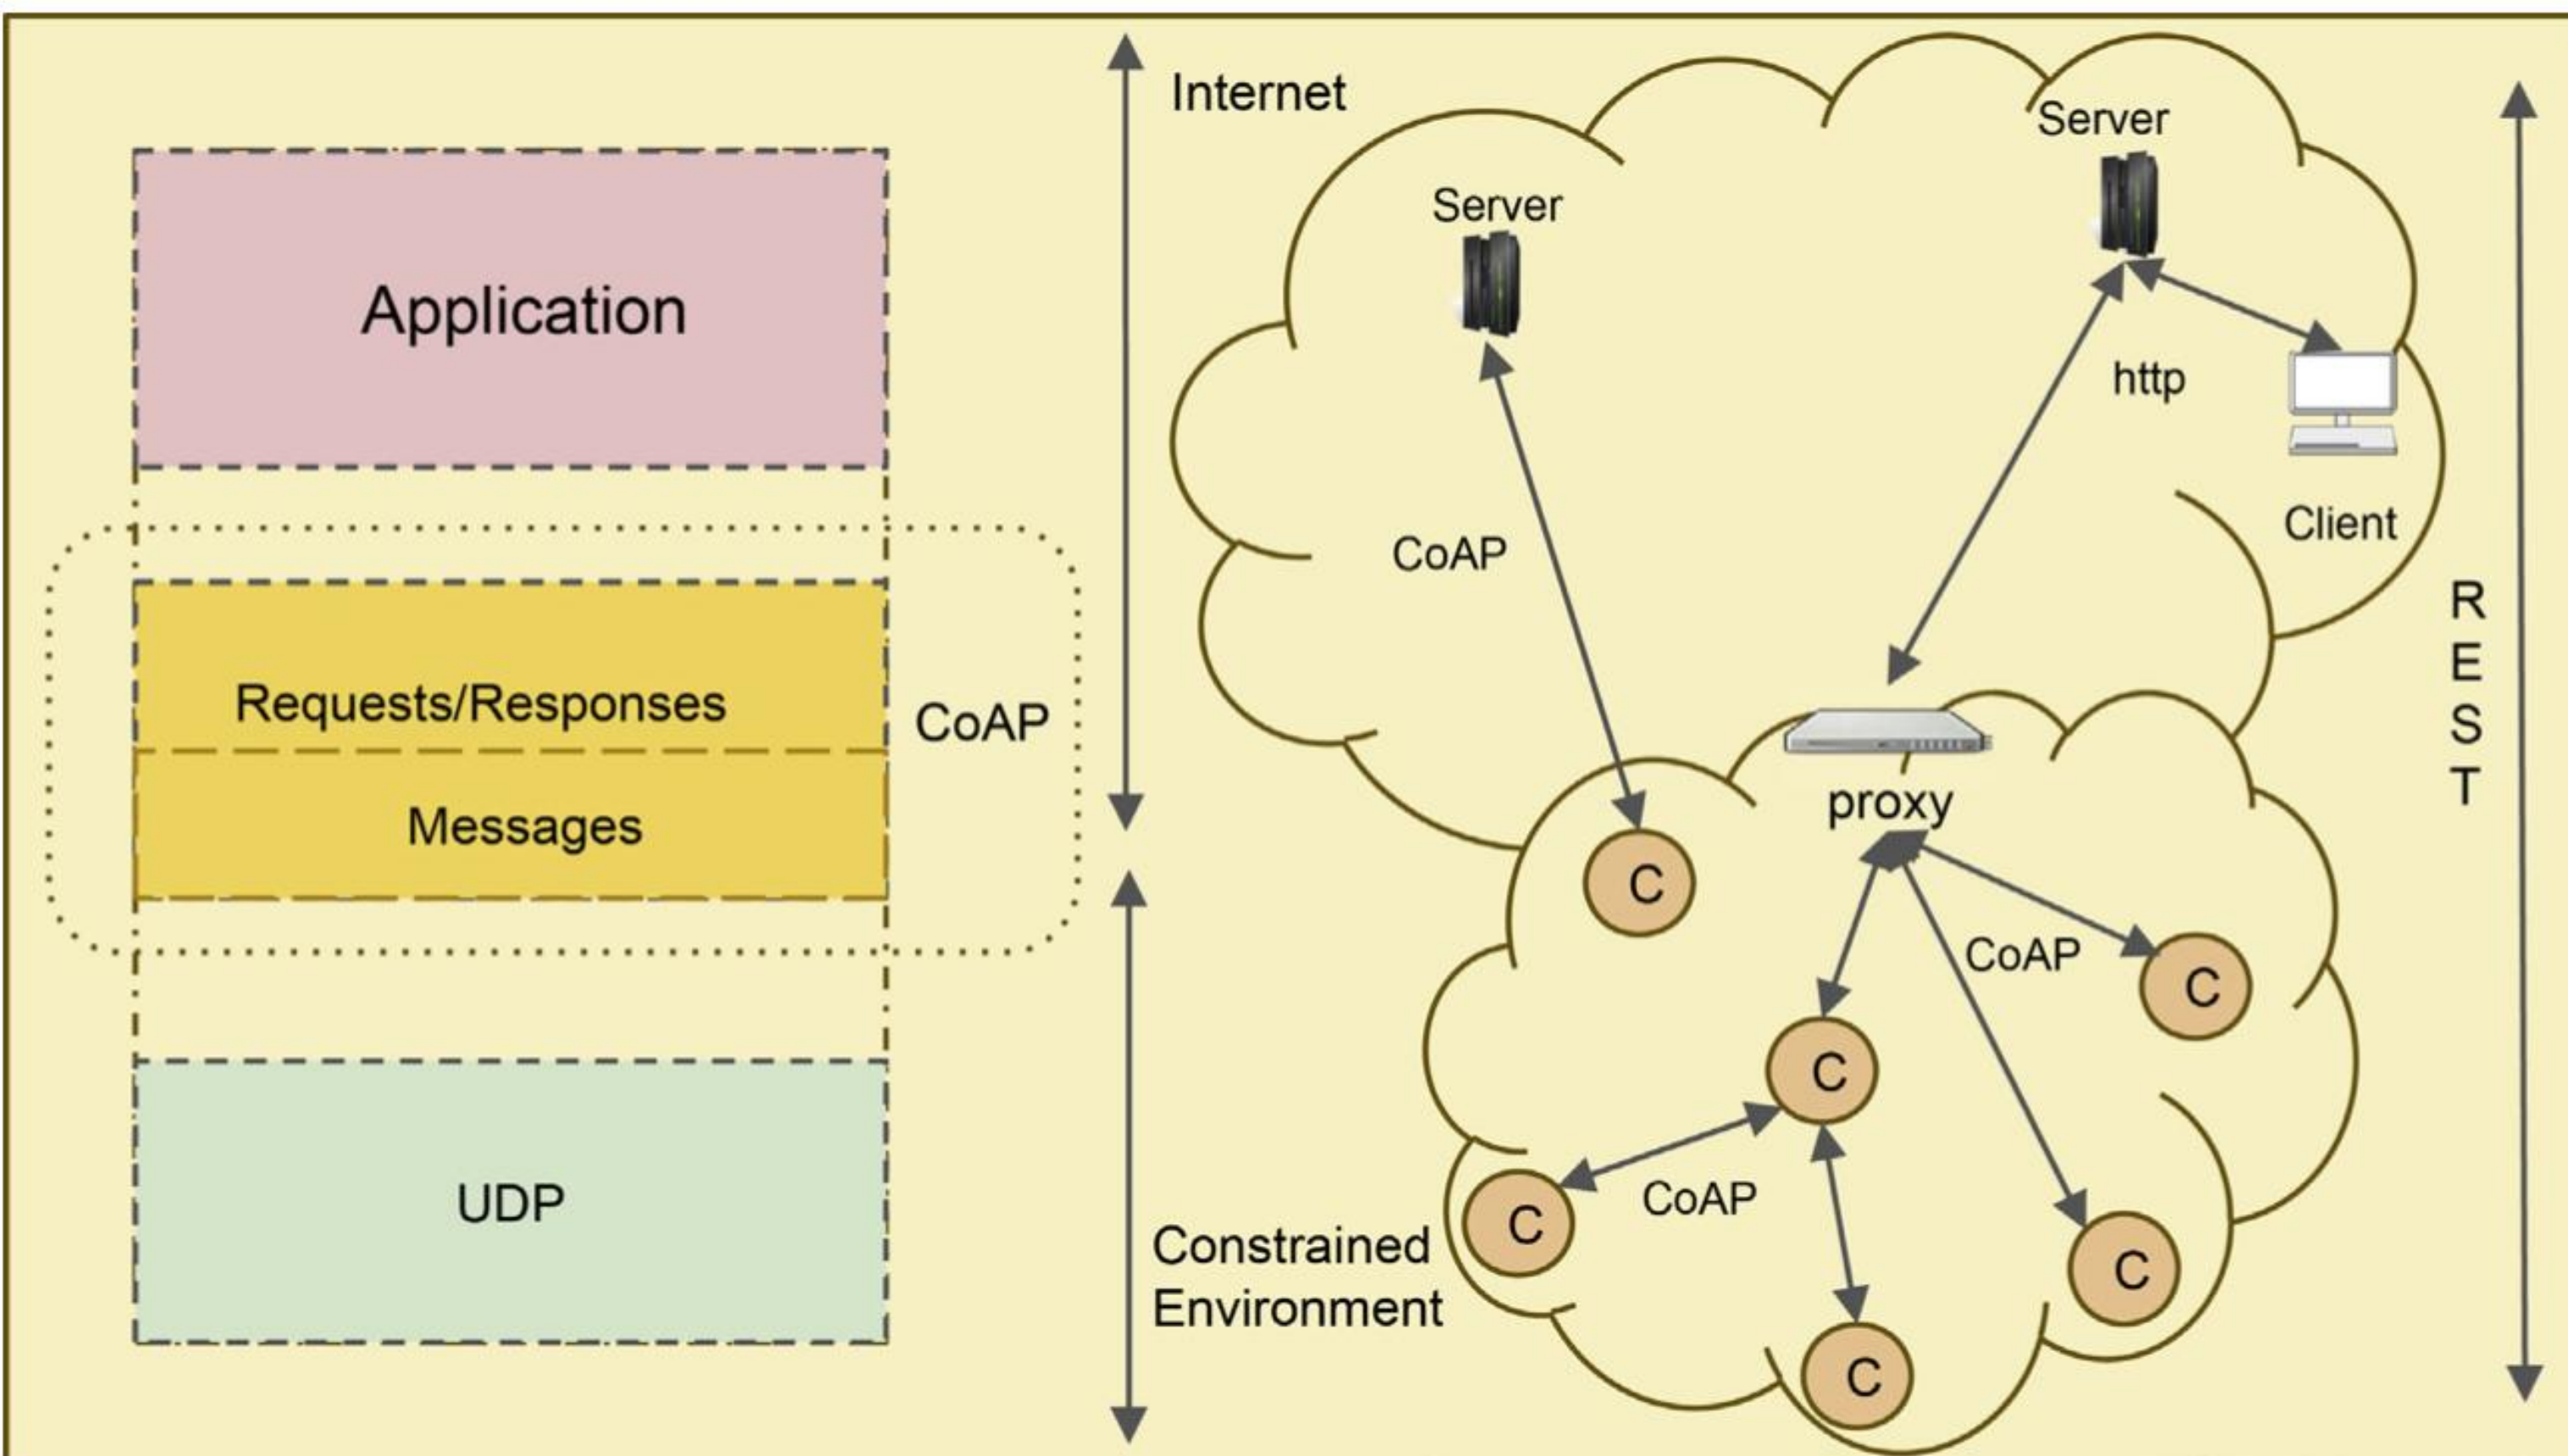 Application
Requests/Responses
Messages
CoAP
UDP
Internet
Constrained
Environment
Server
Server
http
Client
CoAP
proxy
C
C
CoAP
C
C
CoAP
C
C
R
E
S
T